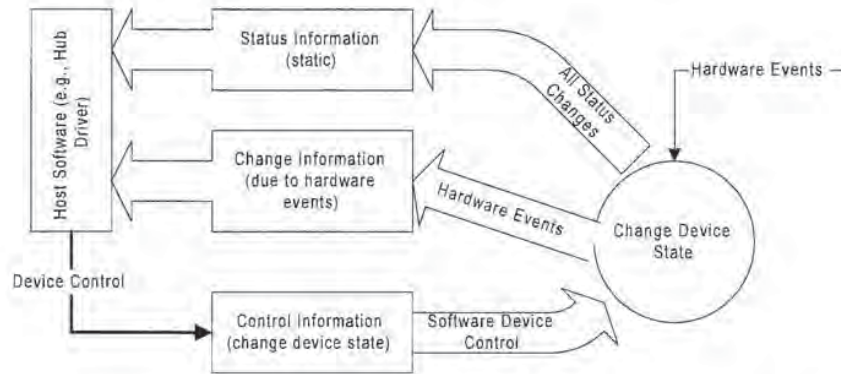 Host Software (e.g., Hub
Driver)
Status Information
(static)
All Status
Changes
Hardware Events
Change Information
(due to hardware
events)
Hardware Events
Change Device
State
Device Control
Control Information
(change device state)
Software Device
Control